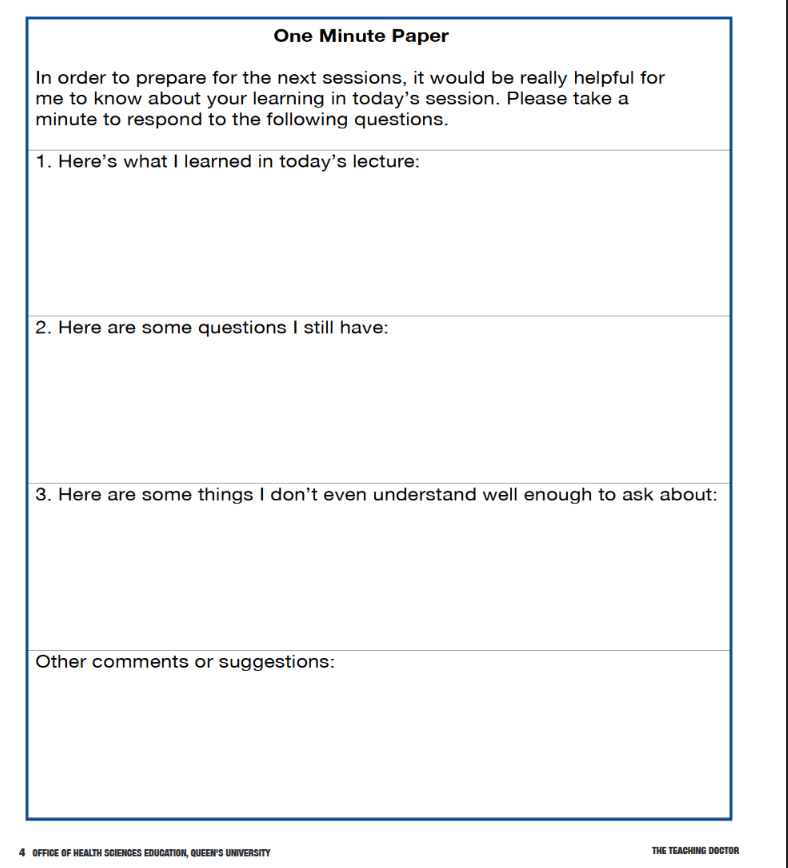 One Minute Paper
In order to prepare for the next sessions, it would be really helpful for
me to know about your learning in today's session. Please take a
minute to respond to the following questions.
1. Here's what I learned in today's lecture:
2. Here are some questions I still have:
3. Here are some things I don't even understand well enough to ask about:
Other comments or suggestions:
4 OFFICE OF HEALTH SCIENCES EDUCATION, QUEEN'S UNIVERSITY
THE TEACHING DOCTOR